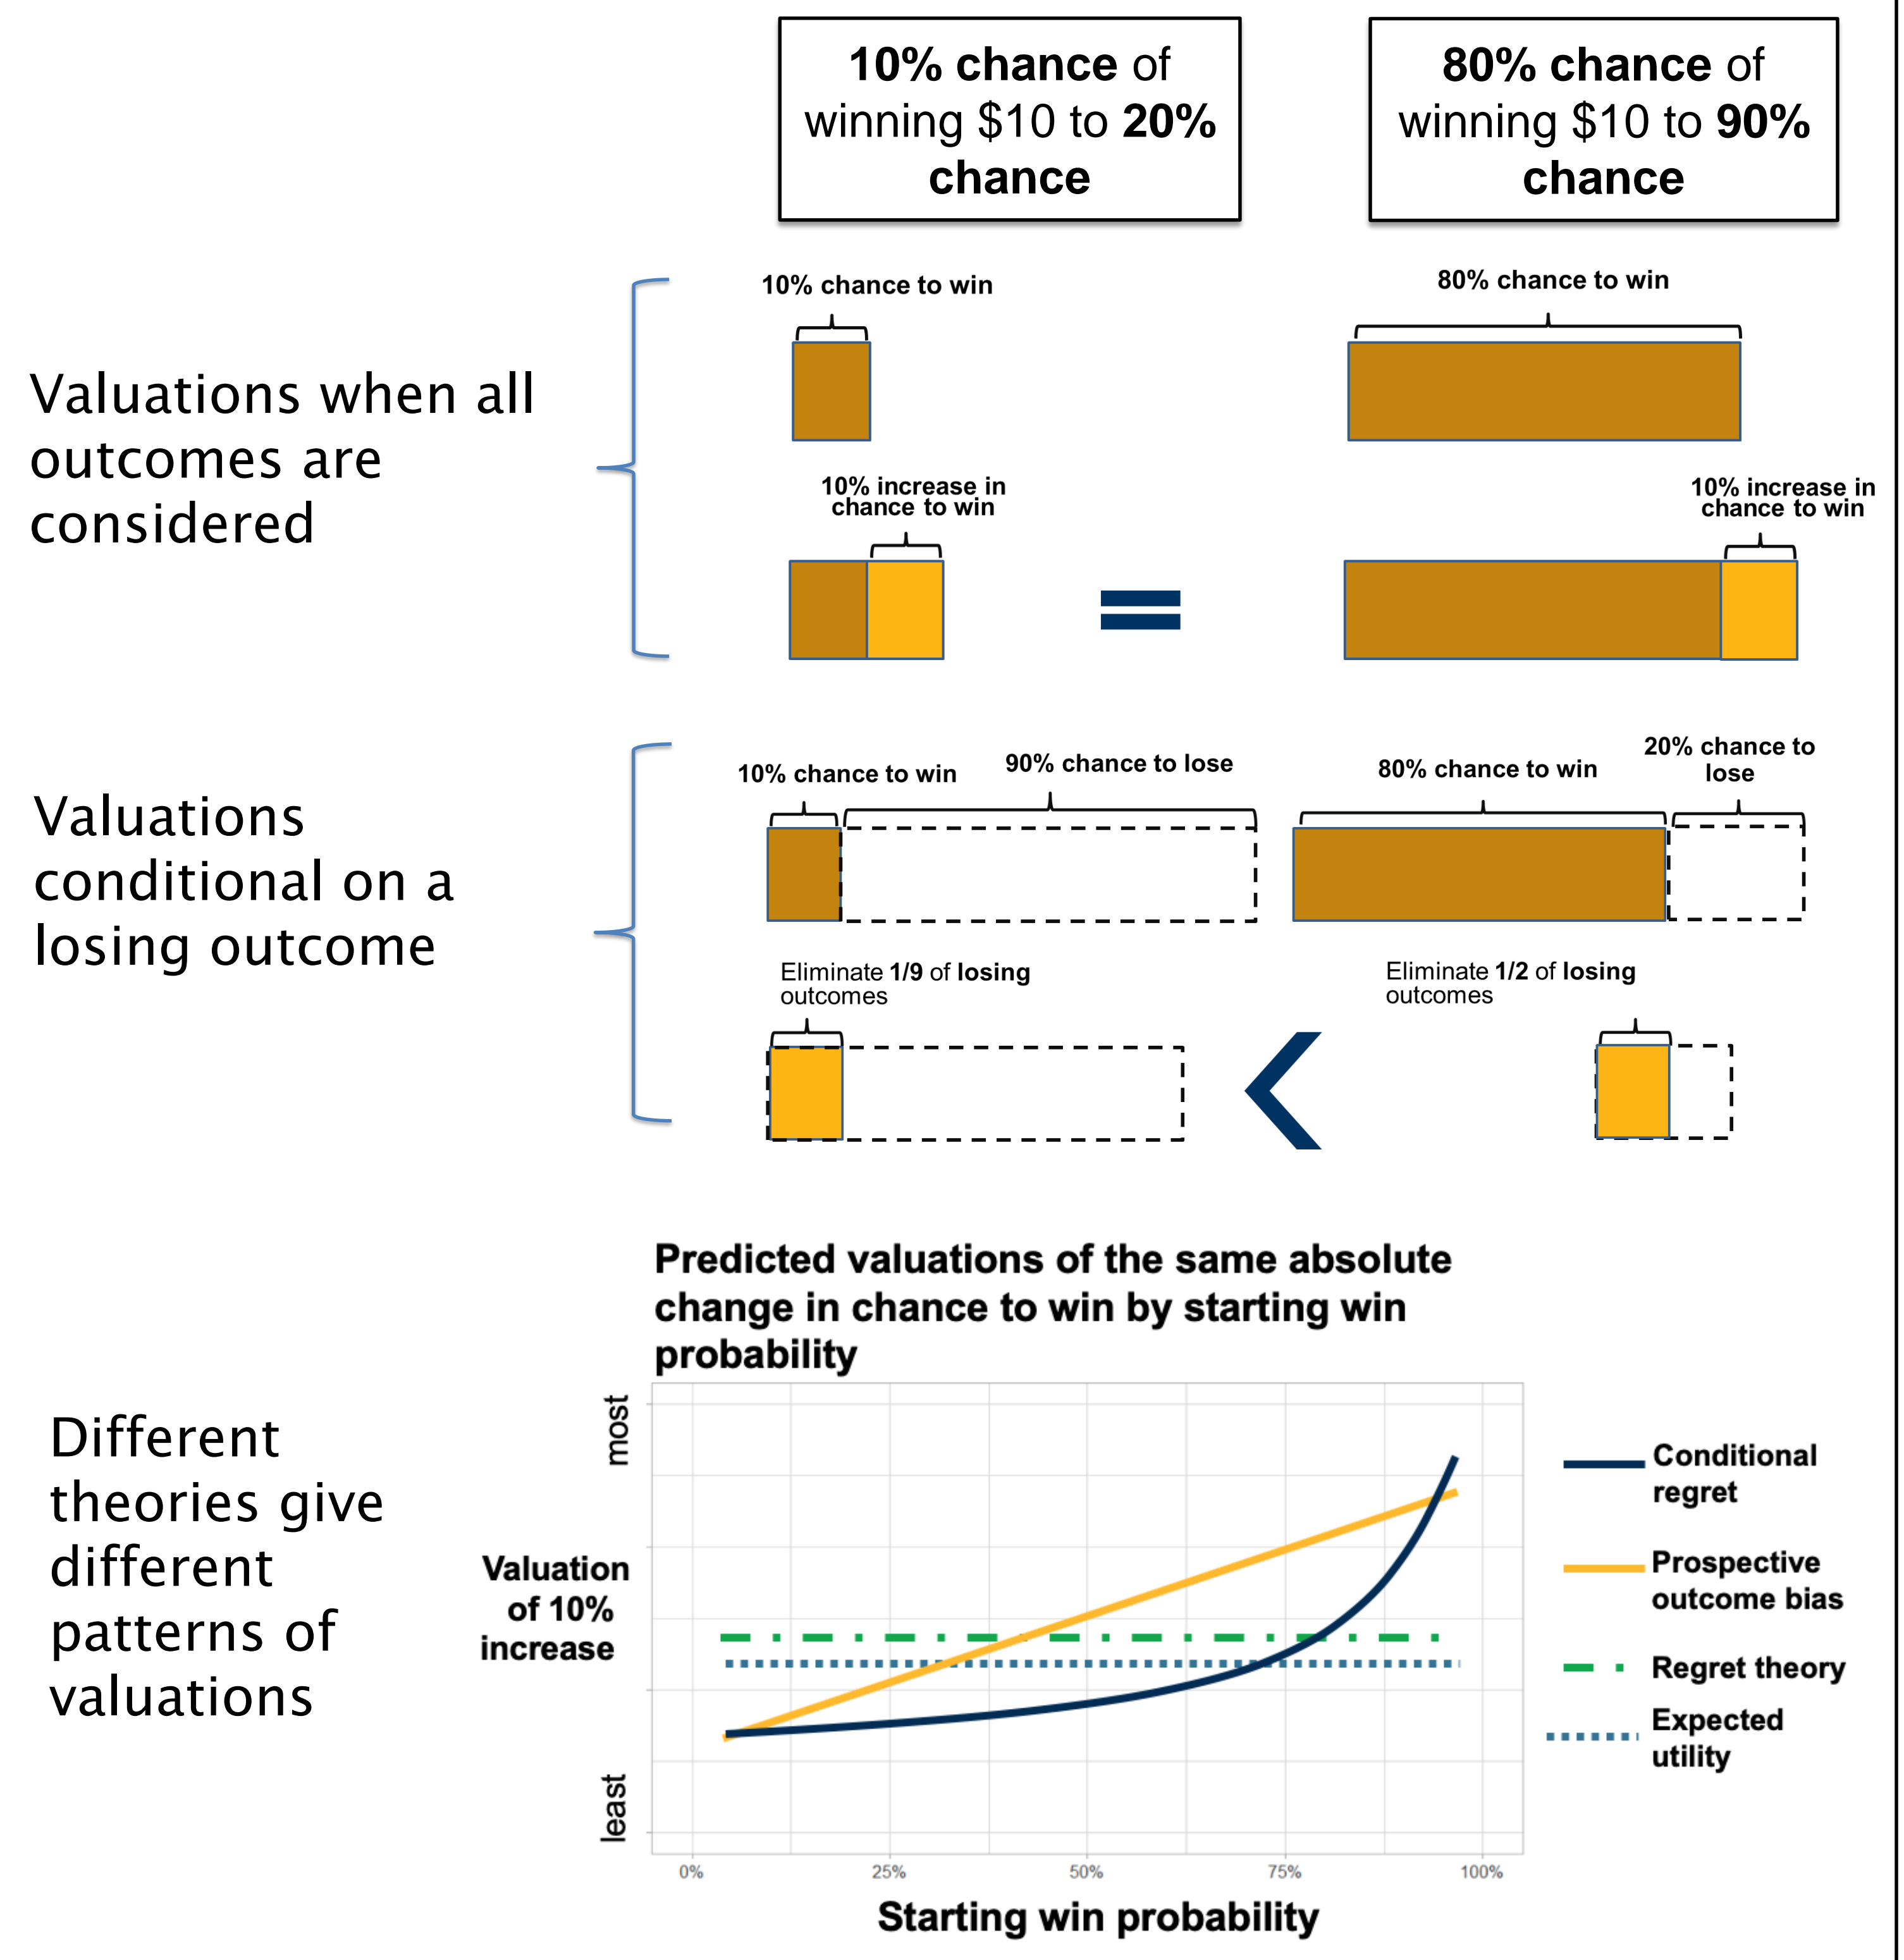 10% chance of
winning $10 to 20%
chance
80% chance of
winning $10 to 90%
chance
Valuations when all
outcomes are
considered
10% chance to win
80% chance to win
10% increase in
chance to win
10% increase in
chance to win
=
Valuations
conditional on a
losing outcome
10% chance to win
90% chance to lose
80% chance to win
20% chance to
lose
Eliminate 1/9 of losing
outcomes
Eliminate 1/2 of losing
outcomes
<
Different
theories give
different
patterns of
valuations
Predicted valuations of the same absolute
change in chance to win by starting win
probability
most
Valuation
of 10%
increase
least
0%
25%
50%
75%
100%
Starting win probability
Conditional
regret
Prospective
outcome bias
Regret theory
Expected
utility